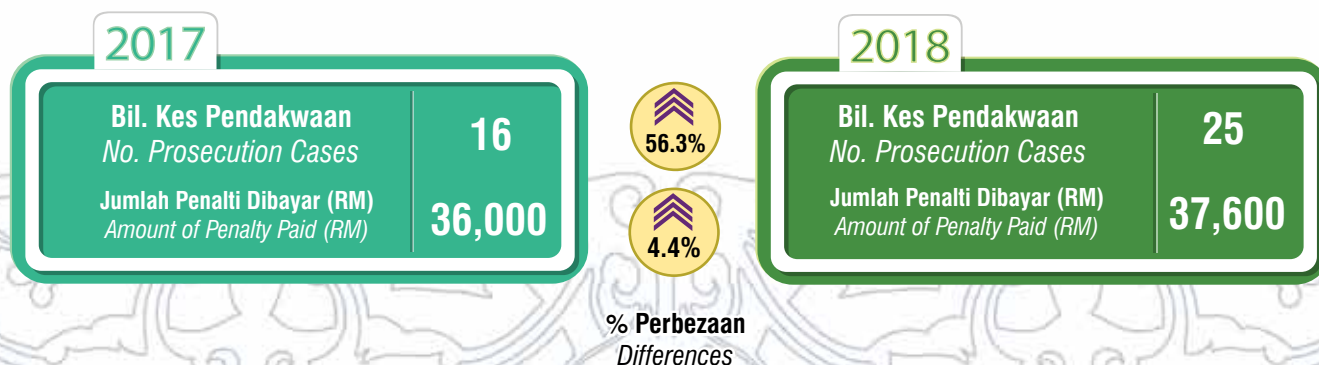 2017
Bil. Kes Pendakwaan
No. Prosecution Cases
16
Jumlah Penalti Dibayar (RM)
Amount of Penalty Paid (RM)
36,000
56.3%
4.4%
% Perbezaan
Differences
2018
Bil. Kes Pendakwaan
No. Prosecution Cases
25
Jumlah Penalti Dibayar (RM)
Amount of Penalty Paid (RM)
37,600